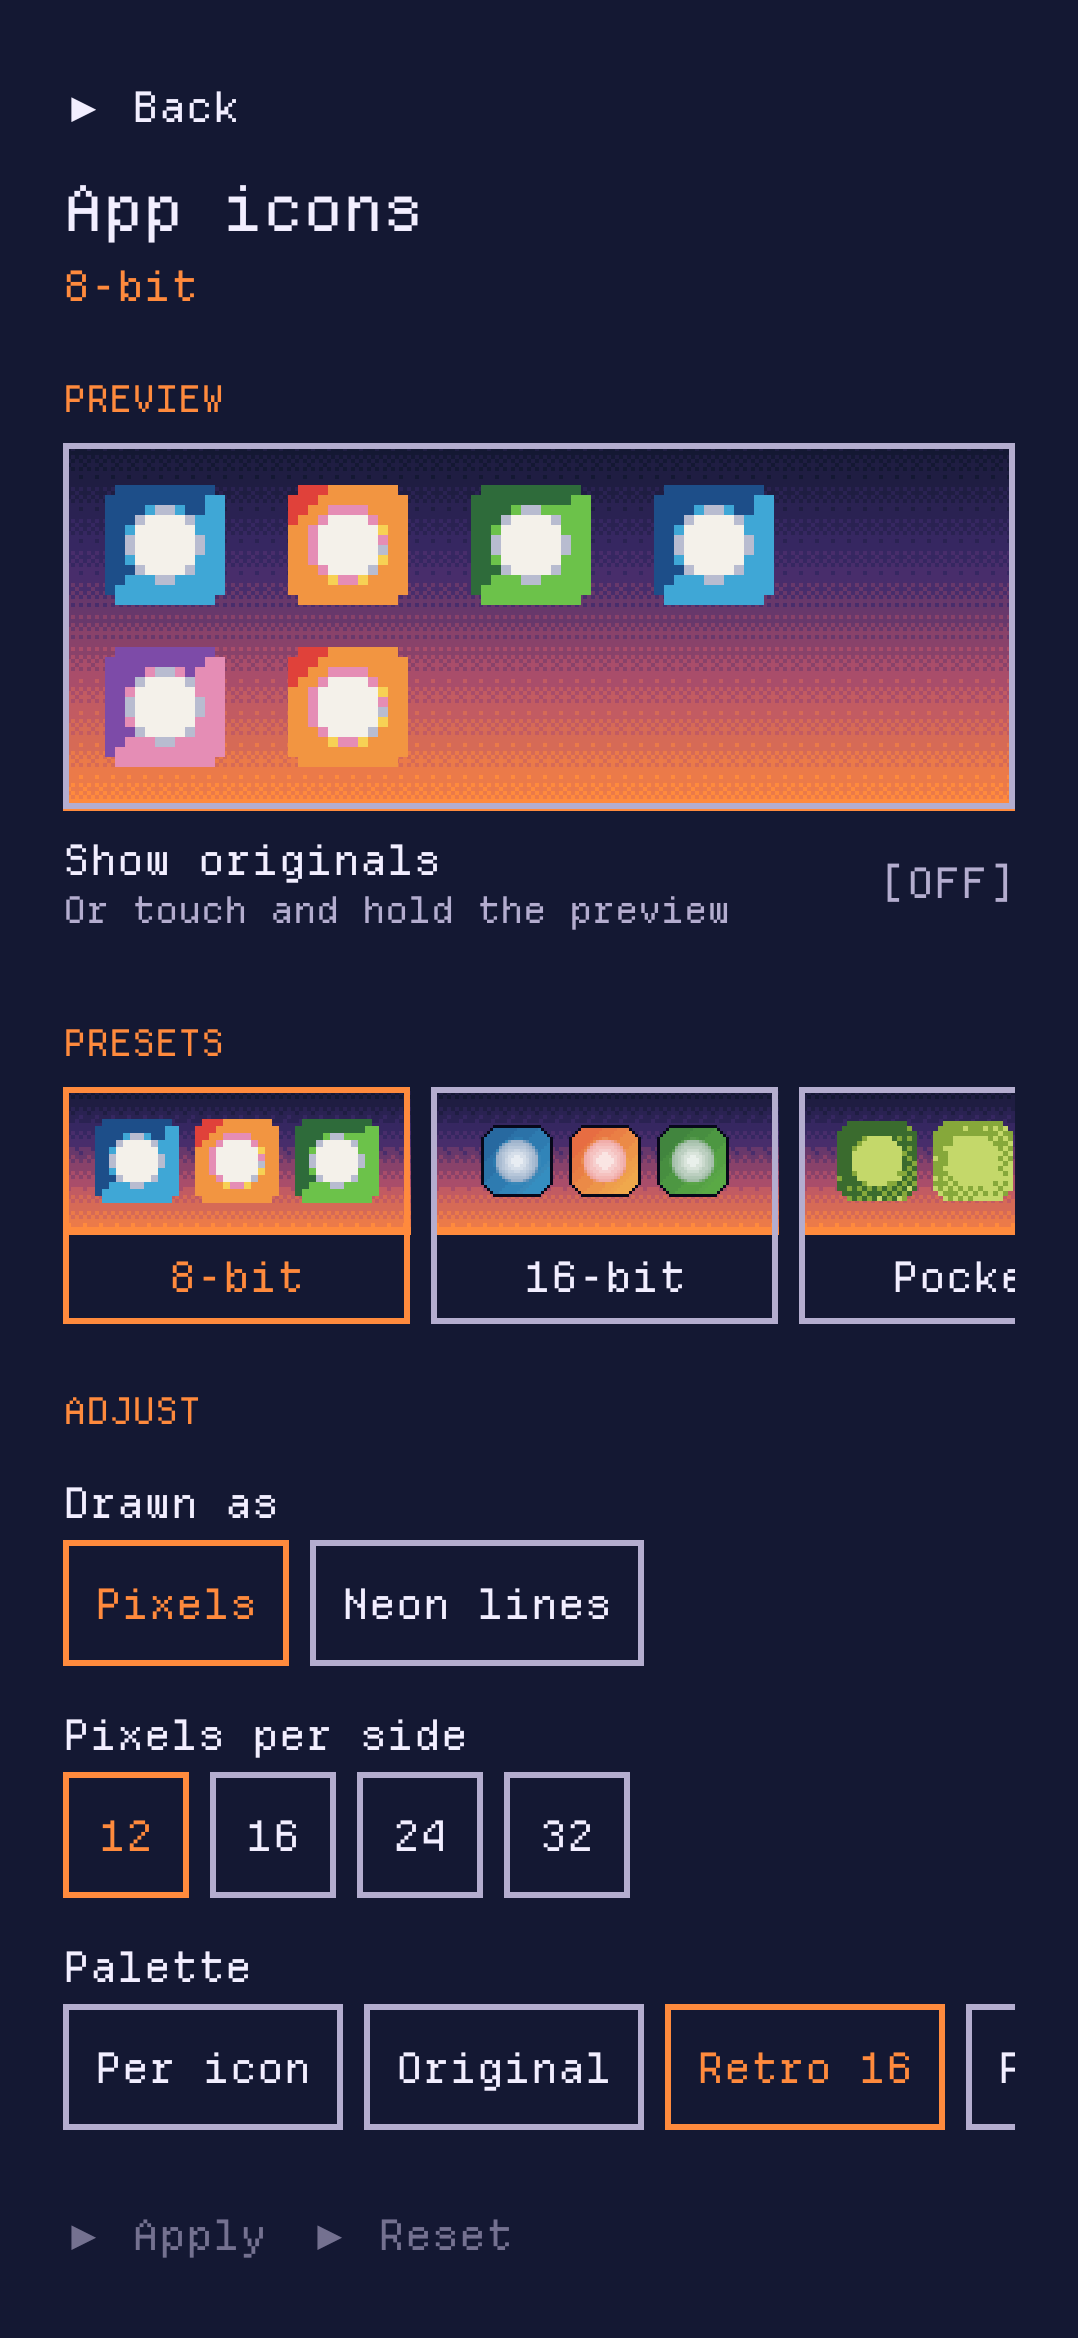 ▶ Back
App icons
8-bit
PREVIEW
Show originals
Or touch and hold the preview
[OFF]
PRESETS
8-bit
16-bit
Pocke
ADJUST
Drawn as
Pixels
Neon lines
Pixels per side
12
16
24
32
Palette
Per icon
Original
Retro 16
▶ Apply
▶ Reset